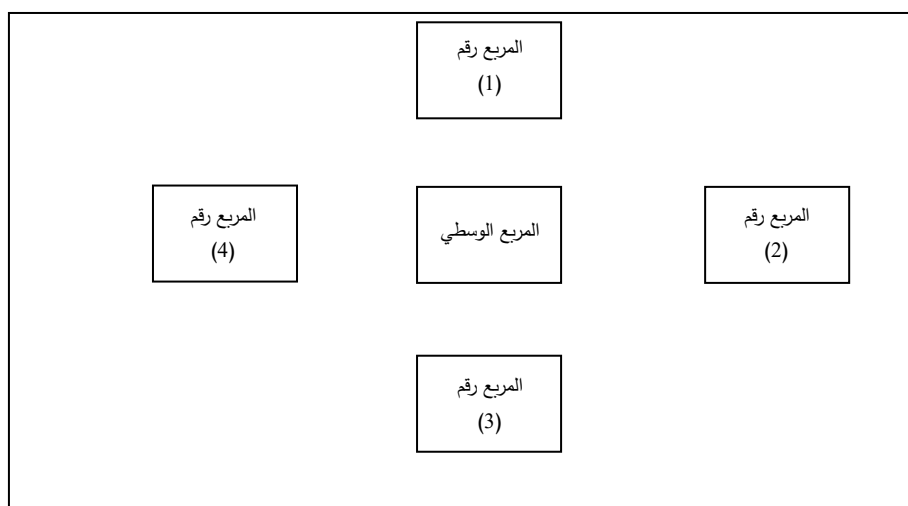 المربع رقم
(1)
المربع رقم
(2)
المربع الوسطي
المربع رقم
(4)
المربع رقم
(3)